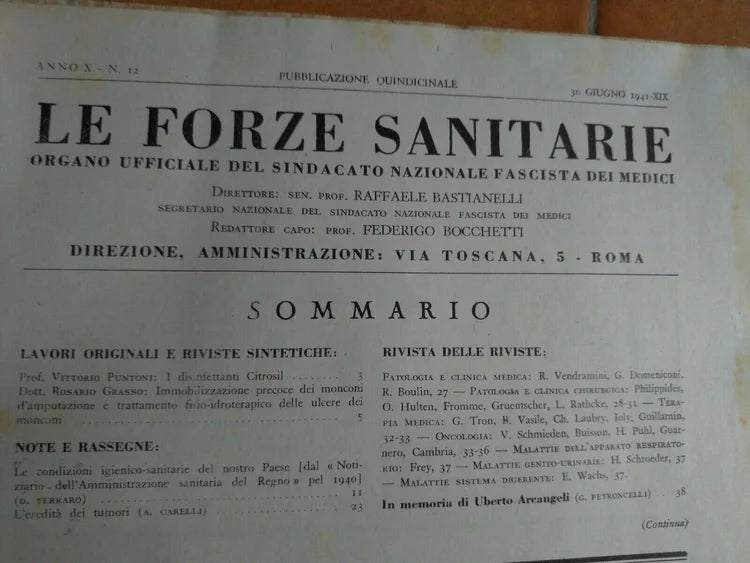 ANNO X - N. 12
PUBBLICAZIONE QUINDICINALE
30 GIUGNO 1941-XIX
LE FORZE SANITARIE
ORGANO UFFICIALE DEL SINDACATO NAZIONALE FASCISTA DEI MEDICI
DIRETTORE: SEN. PROF. RAFFAELE BASTIANELLI
SEGRETARIO NAZIONALE DEL SINDACATO NAZIONALE FASCISTA DEI MEDICI
REDATTORE CAPO: PROF. FEDERIGO BOCCHETTI
DIREZIONE, AMMINISTRAZIONE: VIA TOSCANA, 5 - ROMA
SOMMARIO
LAVORI ORIGINALI E RIVISTE SINTETICHE:
Prof. VITTORIO PUNTONI: I disinfettanti Citrosil ........ 3
Dott. ROSARIO GRASSO: Immobilizzazione precoce dei monconi
d'amputazione e trattamento fisio-idroterapico delle ulcere dei
monconi ........ 5
NOTE E RASSEGNE:
Le condizioni igienico-sanitarie del nostro Paese [dal « Noti-
ziario dell'Amministrazione sanitaria del Regno » pel 1940]
(D. FERRARO) ........ 11
L'eredità dei tumori (A. CARELLI) ........ 23
RIVISTA DELLE RIVISTE:
PATOLOGIA E CLINICA MEDICA: R. Vendramini, G. Domeniconi,
R. Boulin, 27 — PATOLOGIA E CLINICA CHIRURGICA: Philippides,
O. Hulten, Fromme, Gruentscher, L. Rathcke, 28-31 — TERA-
PIA MEDICA: G. Tron, B. Vasile, Ch. Laubry, Joly, Guillamin,
32-33 — ONCOLOGIA: V. Schmieden, Buisson, H. Puhl, Guar-
nero, Cambria, 33-36 — MALATTIE DELL'APPARATO RESPIRATO-
RIO: Frey, 37 — MALATTIE GENITO-URINARIE: H. Schroeder, 37
— MALATTIE SISTEMA DIGERENTE: E. Wachs, 37.
In memoria di Uberto Arcangeli (G. PETRONCELLI) .. 38
(Continua)